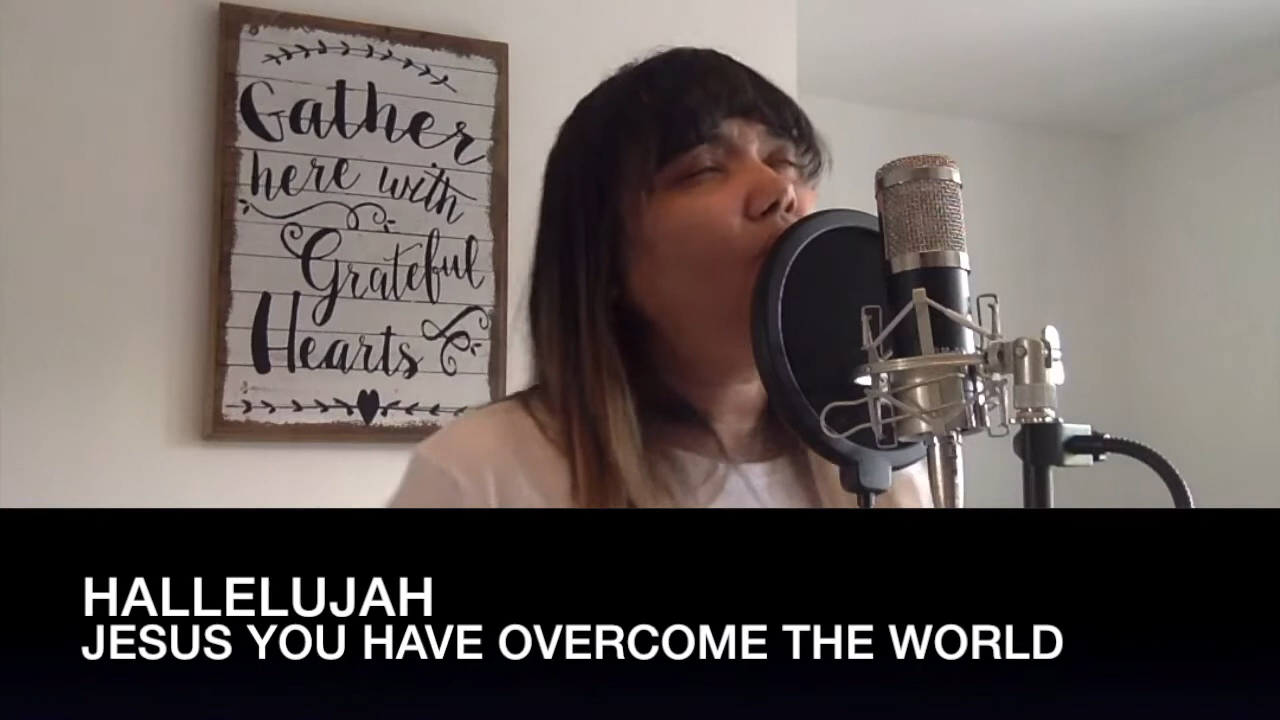 Gather
here with
Grateful
Hearts
HALLELUJAH
JESUS YOU HAVE OVERCOME THE WORLD